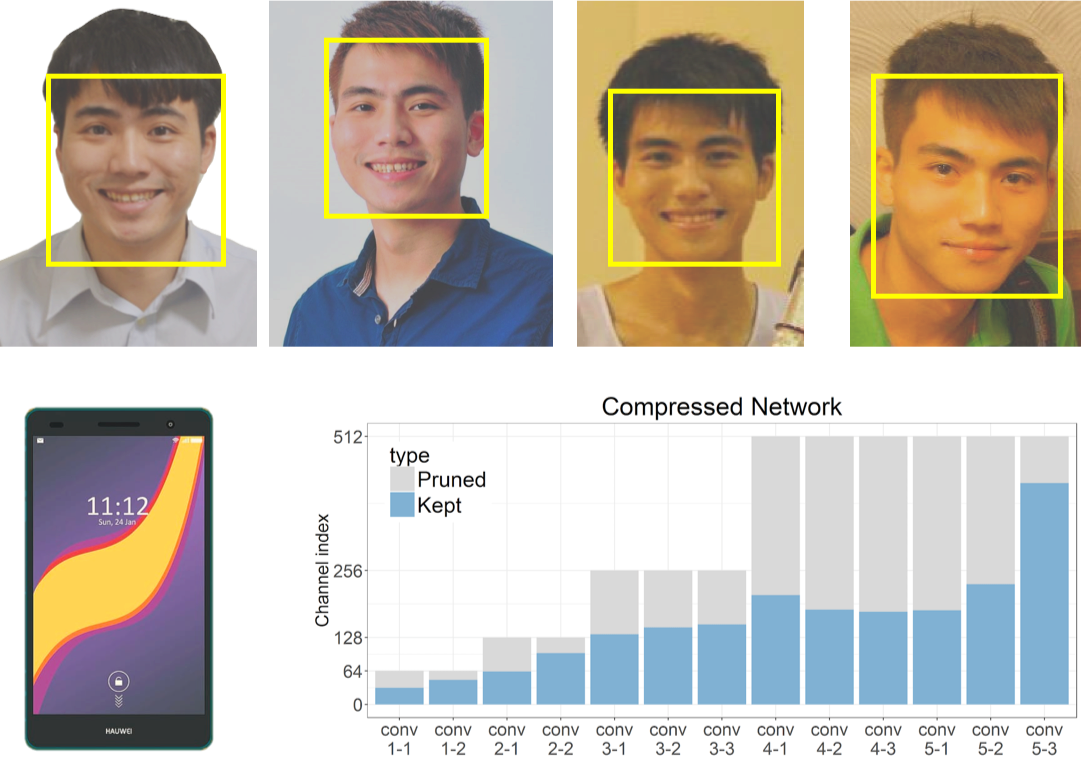 11:12
Sun, 24 Jan
HAUWEI
Compressed Network
type
Pruned
Kept
Channel index
512
256
128
64
0
conv 1-1
conv 1-2
conv 2-1
conv 2-2
conv 3-1
conv 3-2
conv 3-3
conv 4-1
conv 4-2
conv 4-3
conv 5-1
conv 5-2
conv 5-3